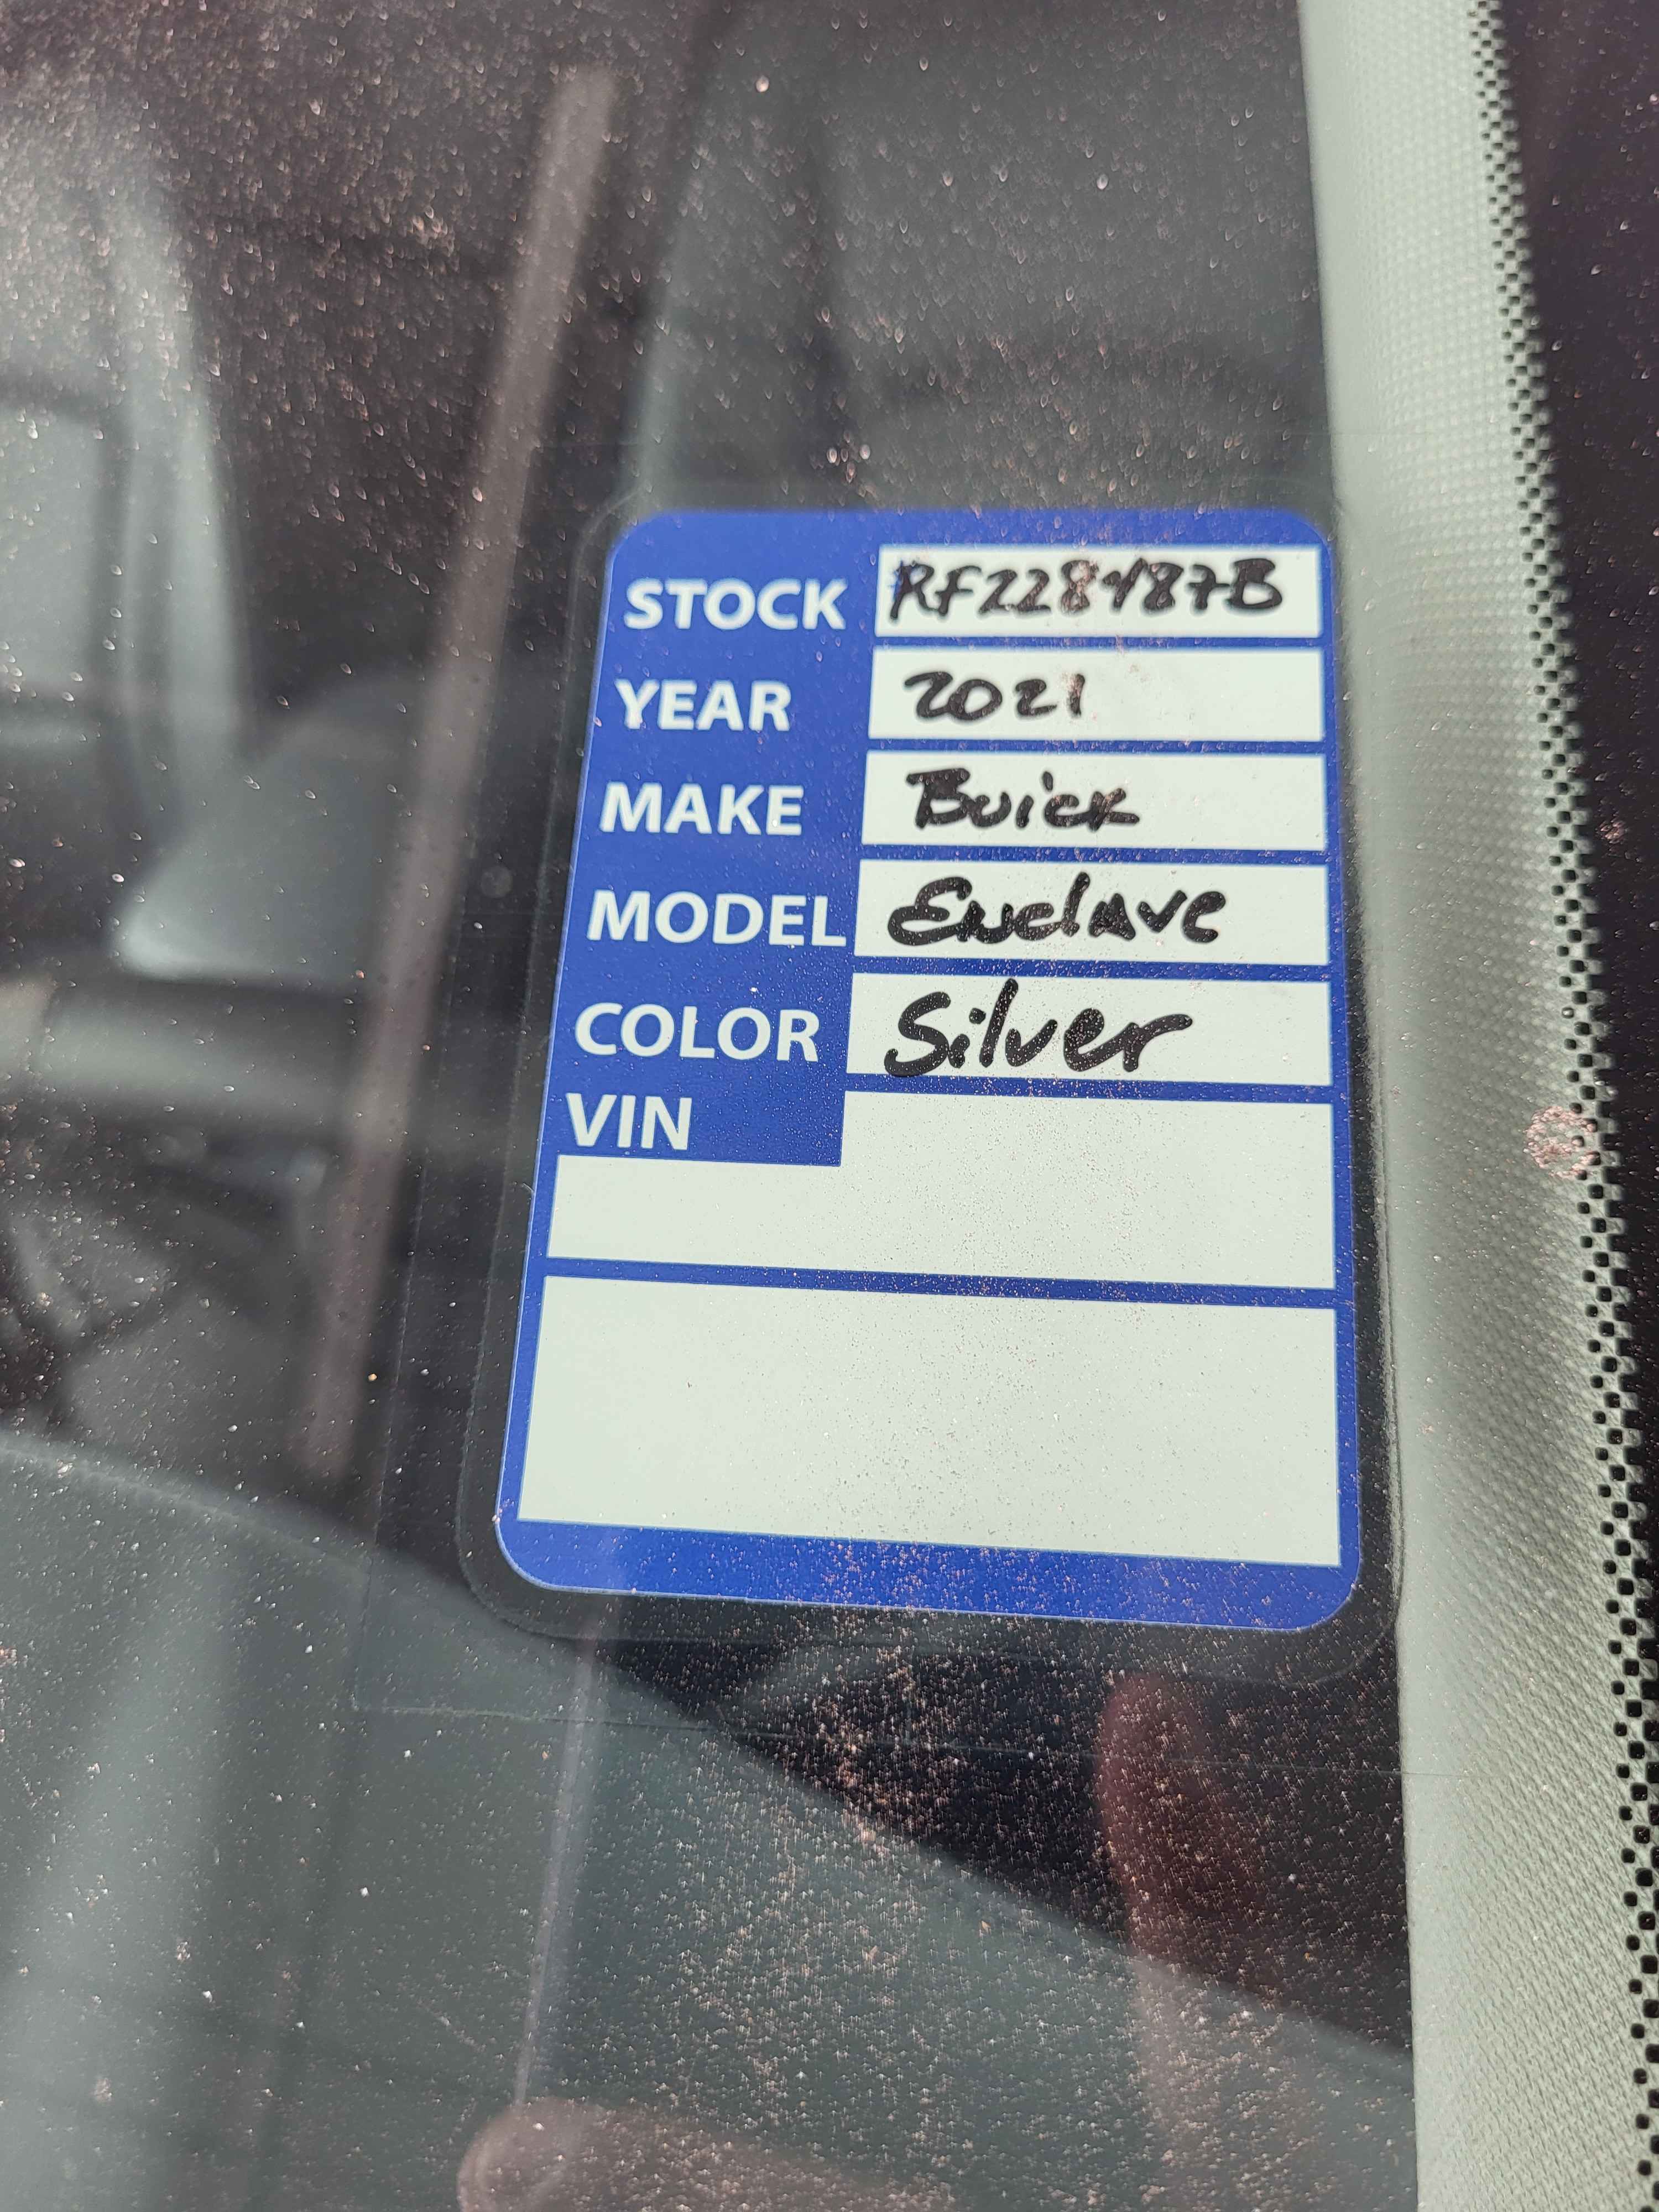 STOCK RF228487B
YEAR 2021
MAKE Buick
MODEL Enclave
COLOR Silver
VIN